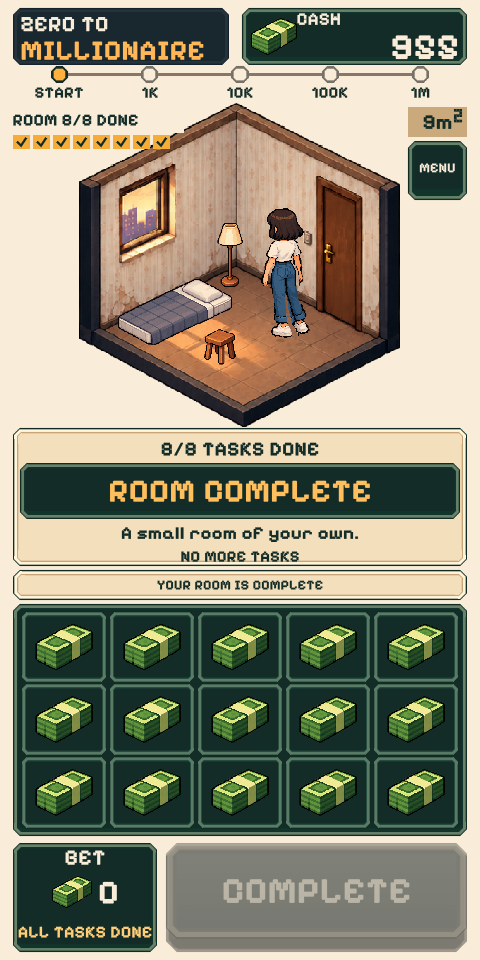 ZERO TO
MILLIONAIRE
CASH
988
START
1K
10K
100K
1M
ROOM 8/8 DONE
9m²
MENU
8/8 TASKS DONE
ROOM COMPLETE
A small room of your own.
NO MORE TASKS
YOUR ROOM IS COMPLETE
BET
0
ALL TASKS DONE
COMPLETE